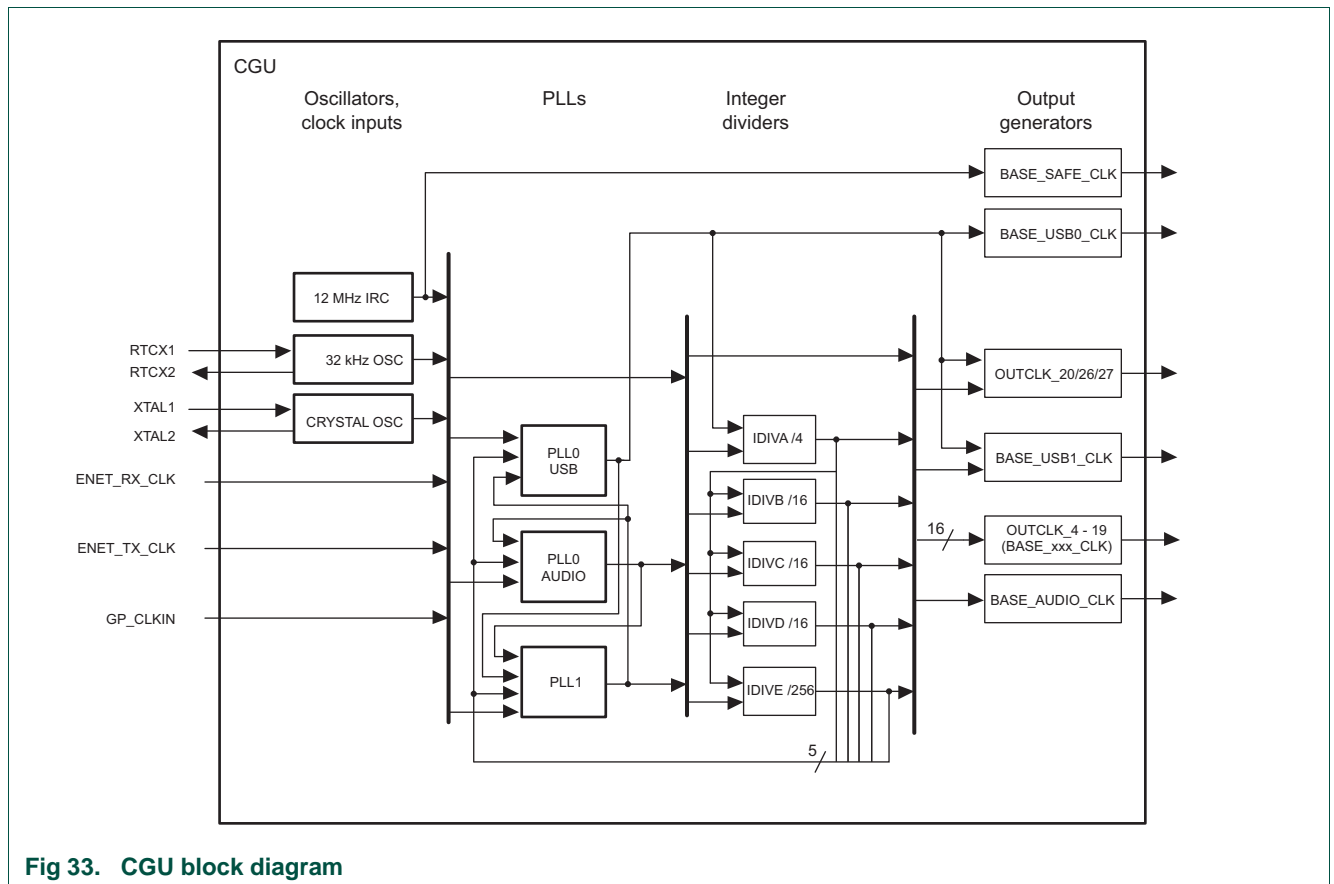 CGU
Oscillators,
clock inputs
PLLs
Integer
dividers
Output
generators
BASE_SAFE_CLK
BASE_USB0_CLK
12 MHz IRC
RTCX1
RTCX2
32 kHz OSC
OUTCLK_20/26/27
XTAL1
XTAL2
CRYSTAL OSC
PLL0
USB
IDIVA /4
BASE_USB1_CLK
ENET_RX_CLK
IDIVB /16
16
OUTCLK_4 - 19
(BASE_xxx_CLK)
ENET_TX_CLK
PLL0
AUDIO
IDIVC /16
BASE_AUDIO_CLK
GP_CLKIN
IDIVD /16
PLL1
IDIVE /256
5
Fig 33. CGU block diagram